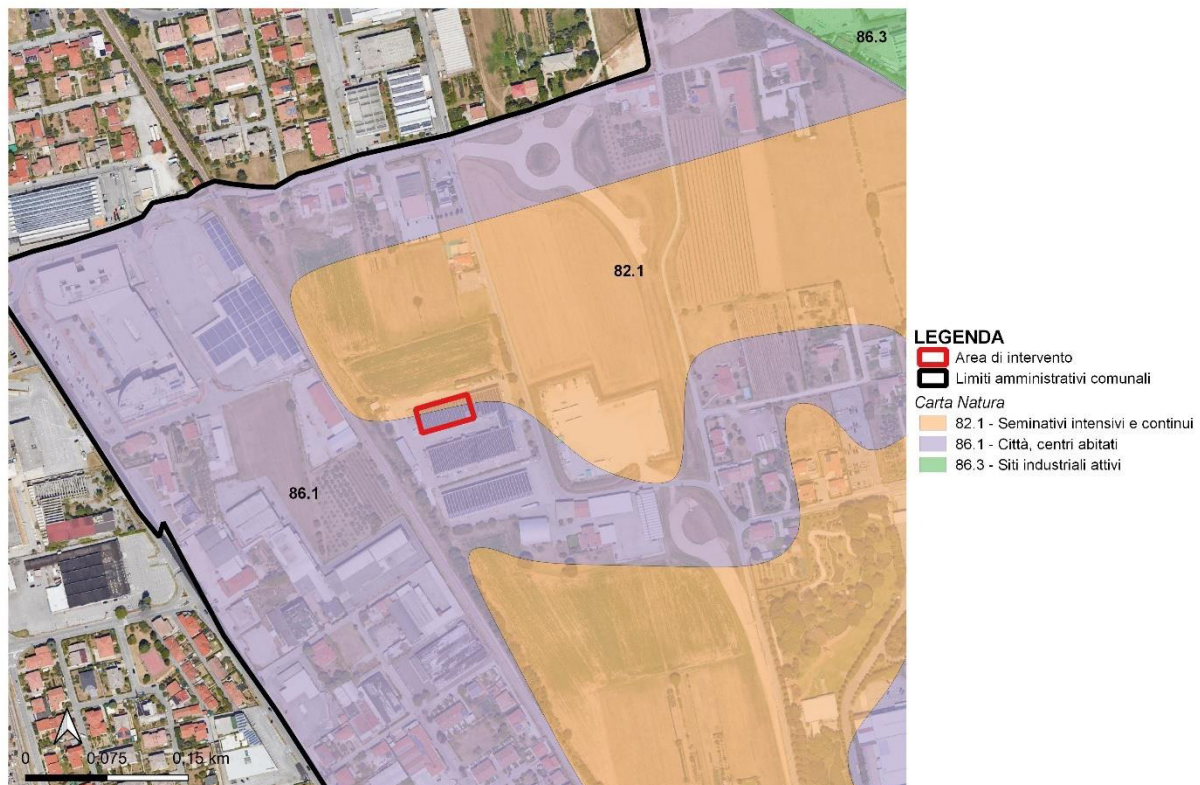 86.3
82.1
86.1
0 0.075 0.15 km
LEGENDA
Area di intervento
Limiti amministrativi comunali
Carta Natura
82.1 - Seminativi intensivi e continui
86.1 - Città, centri abitati
86.3 - Siti industriali attivi